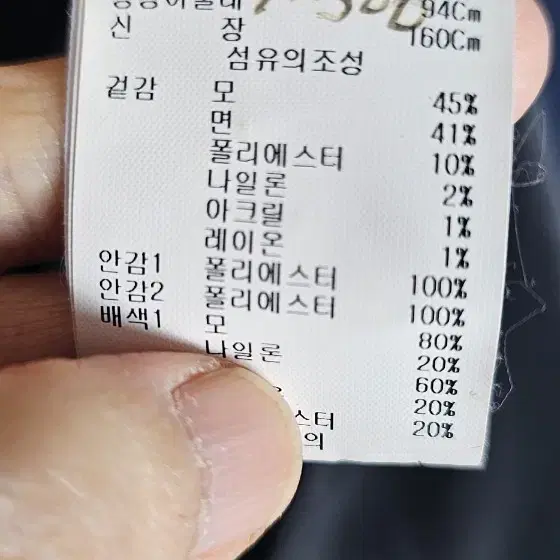 94Cm
신 장 160Cm
섬유의조성
겉감 모 45%
면 41%
폴리에스터 10%
나일론 2%
아크릴 1%
레이온 1%
안감1 폴리에스터 100%
안감2 폴리에스터 100%
배색1 모 80%
나일론 20%
60%
스터 20%
의 20%